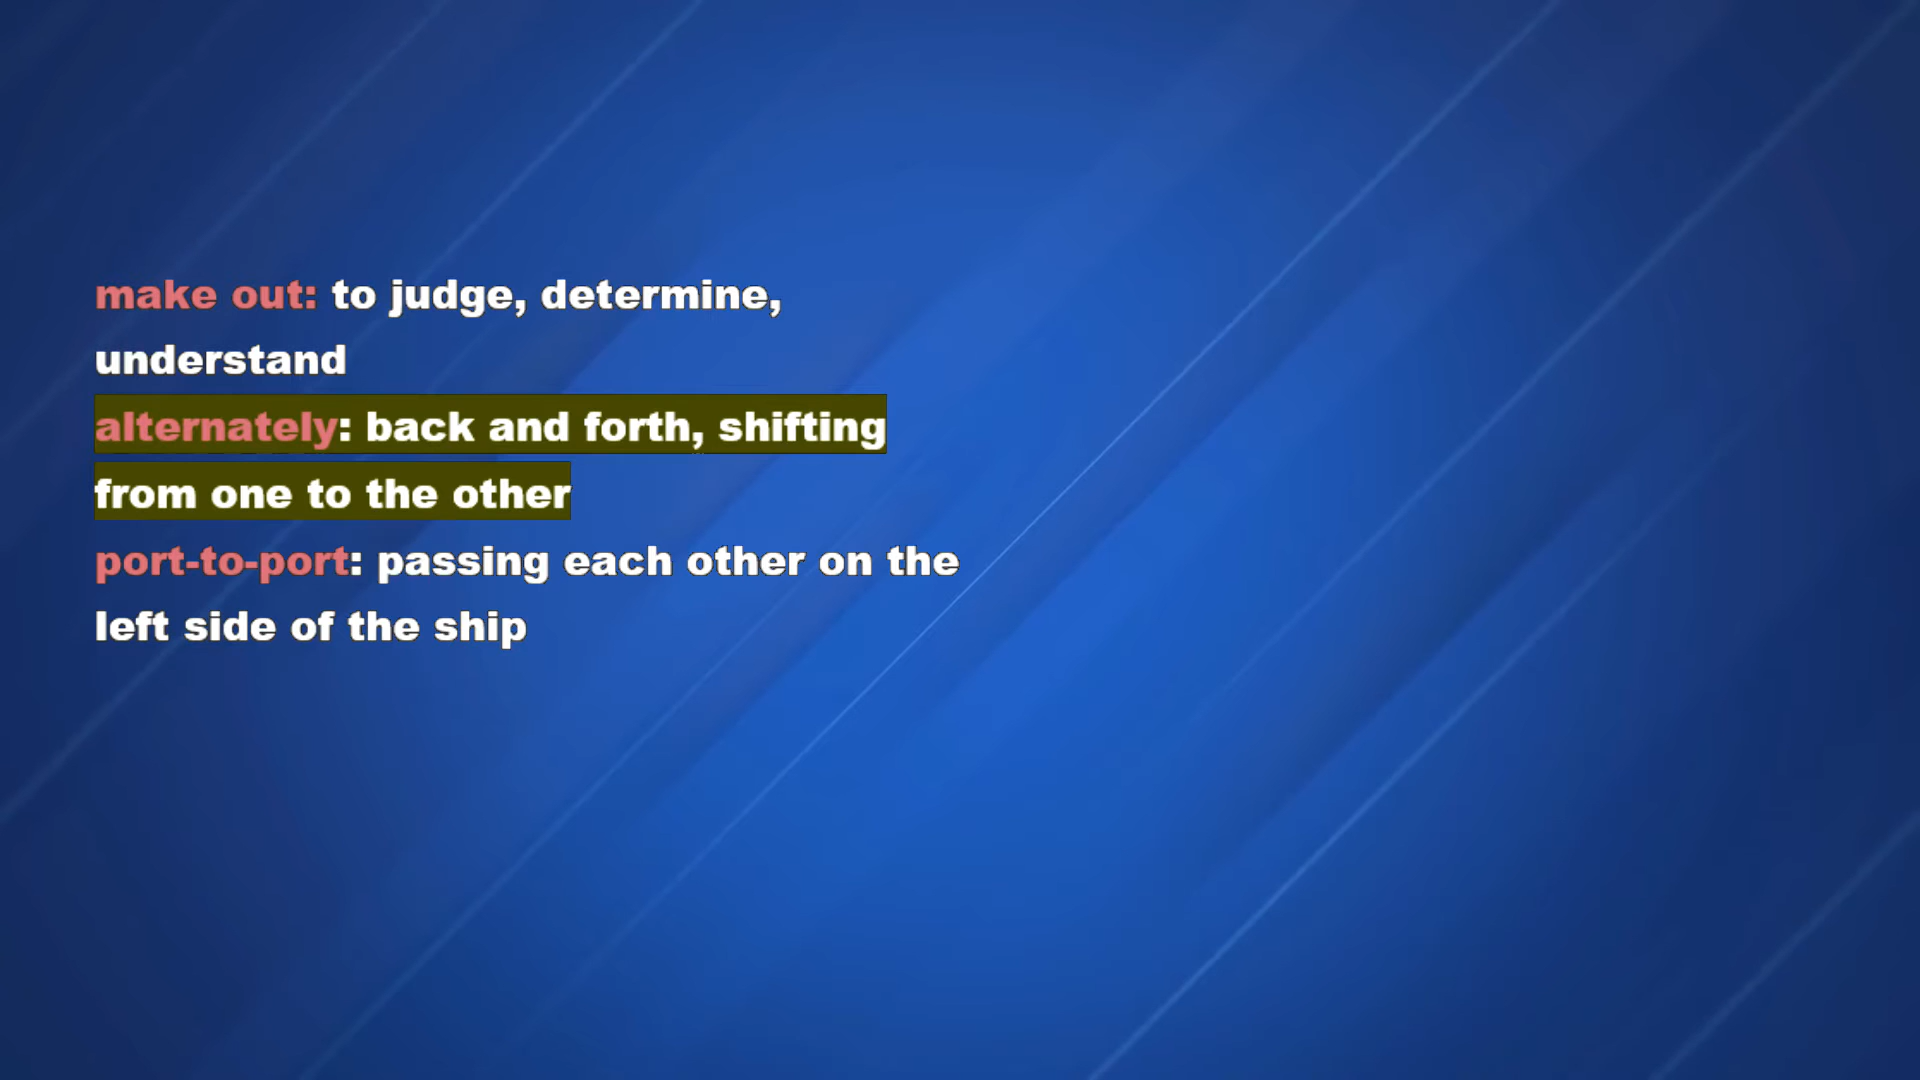 make out: to judge, determine,
understand
alternately: back and forth, shifting
from one to the other
port-to-port: passing each other on the
left side of the ship